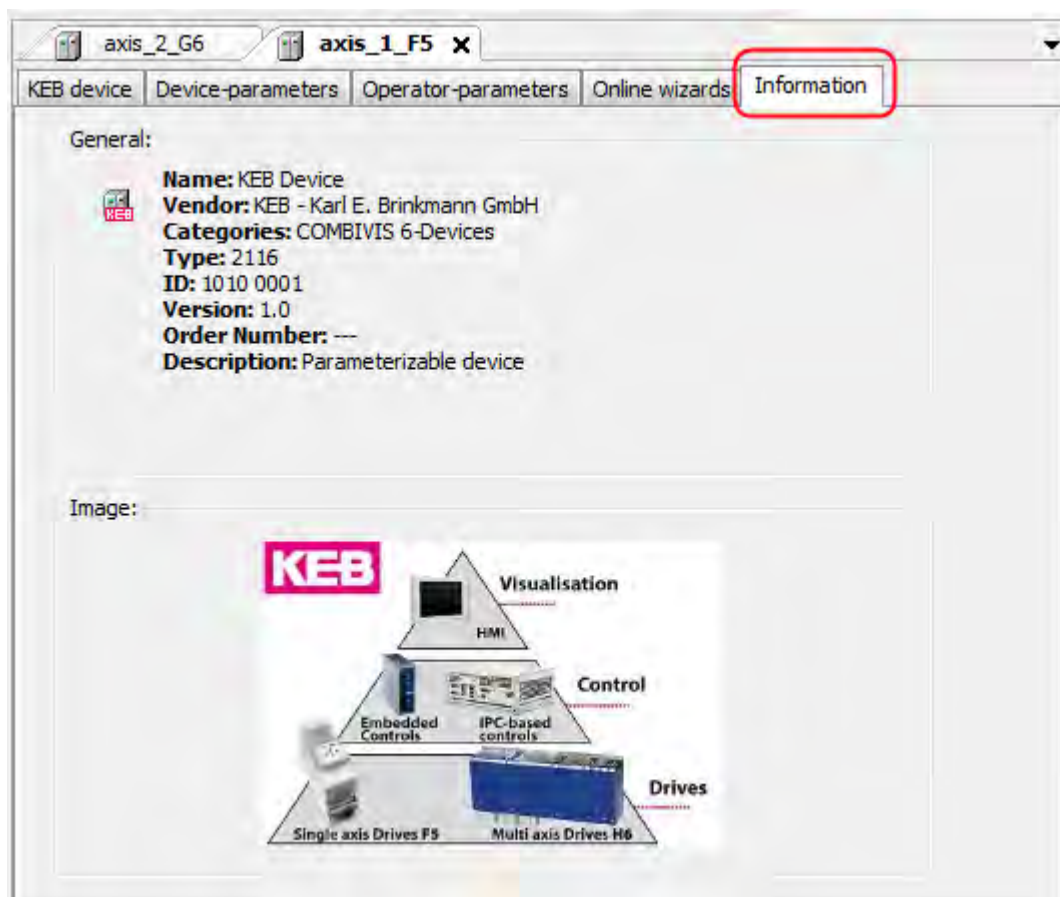 axis_2_G6 axis_1_F5
KEB device Device-parameters Operator-parameters Online wizards Information
General:
KEB
Name: KEB Device
Vendor: KEB - Karl E. Brinkmann GmbH
Categories: COMBIVIS 6-Devices
Type: 2116
ID: 1010 0001
Version: 1.0
Order Number: ---
Description: Parameterizable device
Image:
KEB
Visualisation
HMI
Control
Embedded
Controls
IPC-based
controls
Drives
Single axis Drives F5 Multi axis Drives H6